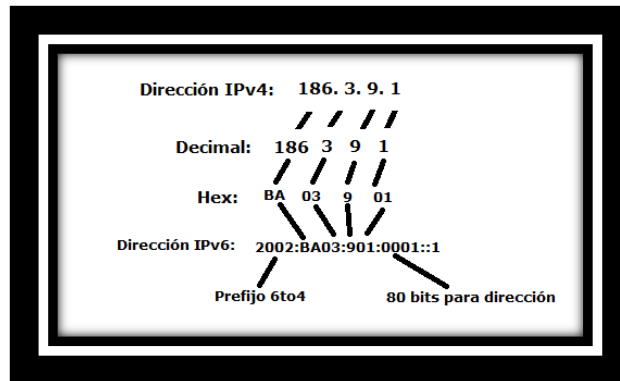 Dirección IPv4: 186. 3. 9. 1
Decimal: 186 3 9 1
Hex: BA 03 9 01
Dirección IPv6: 2002:BA03:901:0001::1
Prefijo 6to4 80 bits para dirección